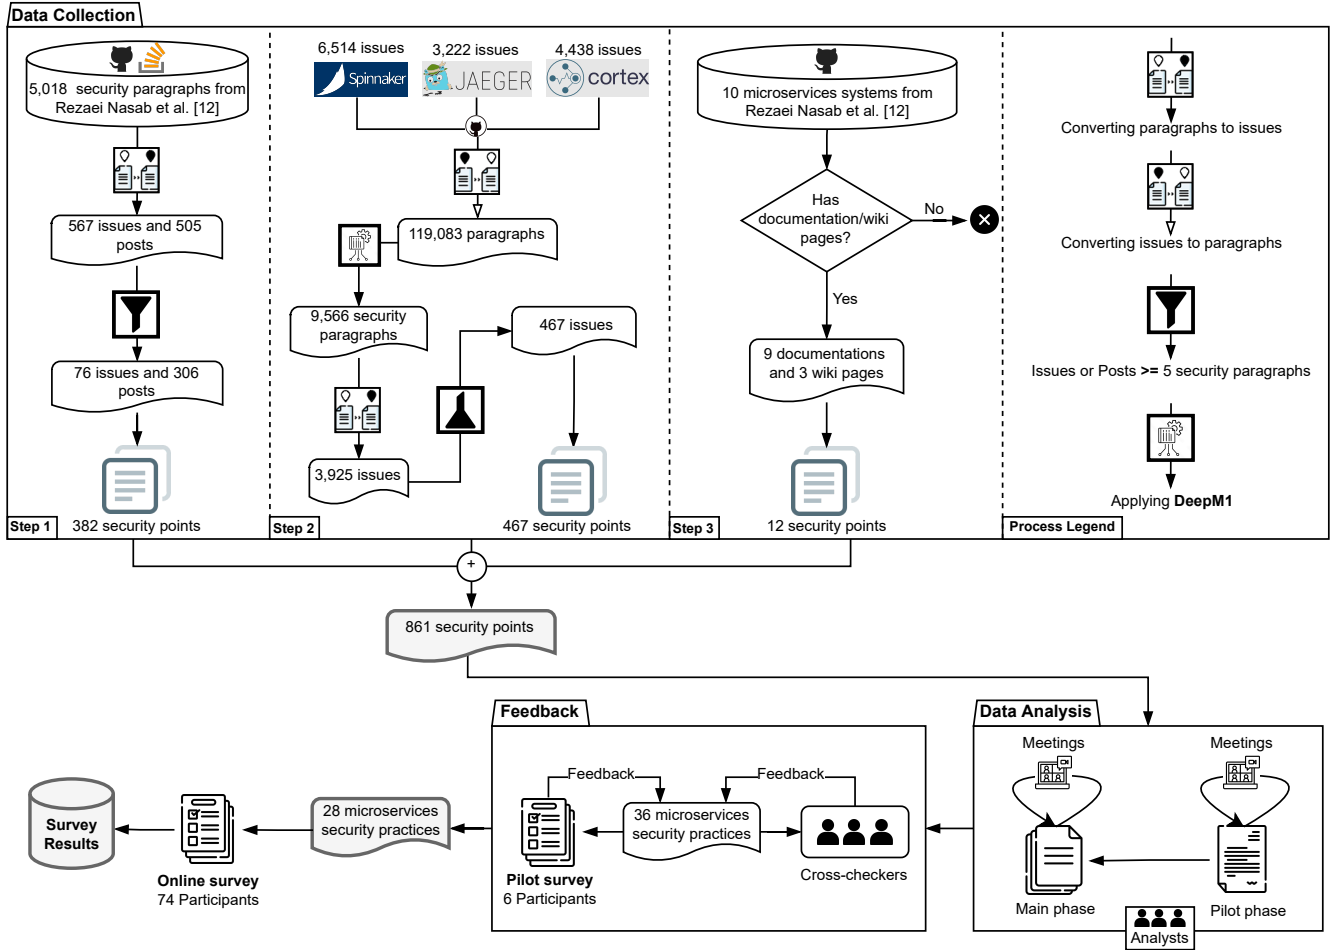 Data Collection
5,018 security paragraphs from
Rezaei Nasab et al. [12]
567 issues and 505
posts
76 issues and 306
posts
382 security points
Step 1
6,514 issues
3,222 issues
4,438 issues
Spinnaker
JAEGER
cortex
119,083 paragraphs
9,566 security
paragraphs
3,925 issues
467 issues
467 security points
Step 2
10 microservices systems from
Rezaei Nasab et al. [12]
Has
documentation/wiki
pages?
No
Yes
9 documentations
and 3 wiki pages
12 security points
Step 3
Converting paragraphs to issues
Converting issues to paragraphs
Issues or Posts >= 5 security paragraphs
Applying DeepM1
Process Legend
+
861 security points
Data Analysis
Meetings
Meetings
Main phase
Pilot phase
Analysts
Feedback
Feedback
Feedback
36 microservices
security practices
Pilot survey
6 Participants
Cross-checkers
28 microservices
security practices
Online survey
74 Participants
Survey
Results